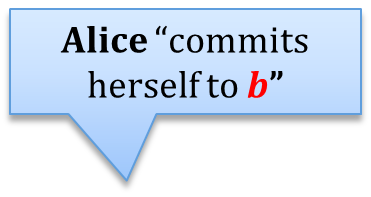 Alice “commits
herself to b”